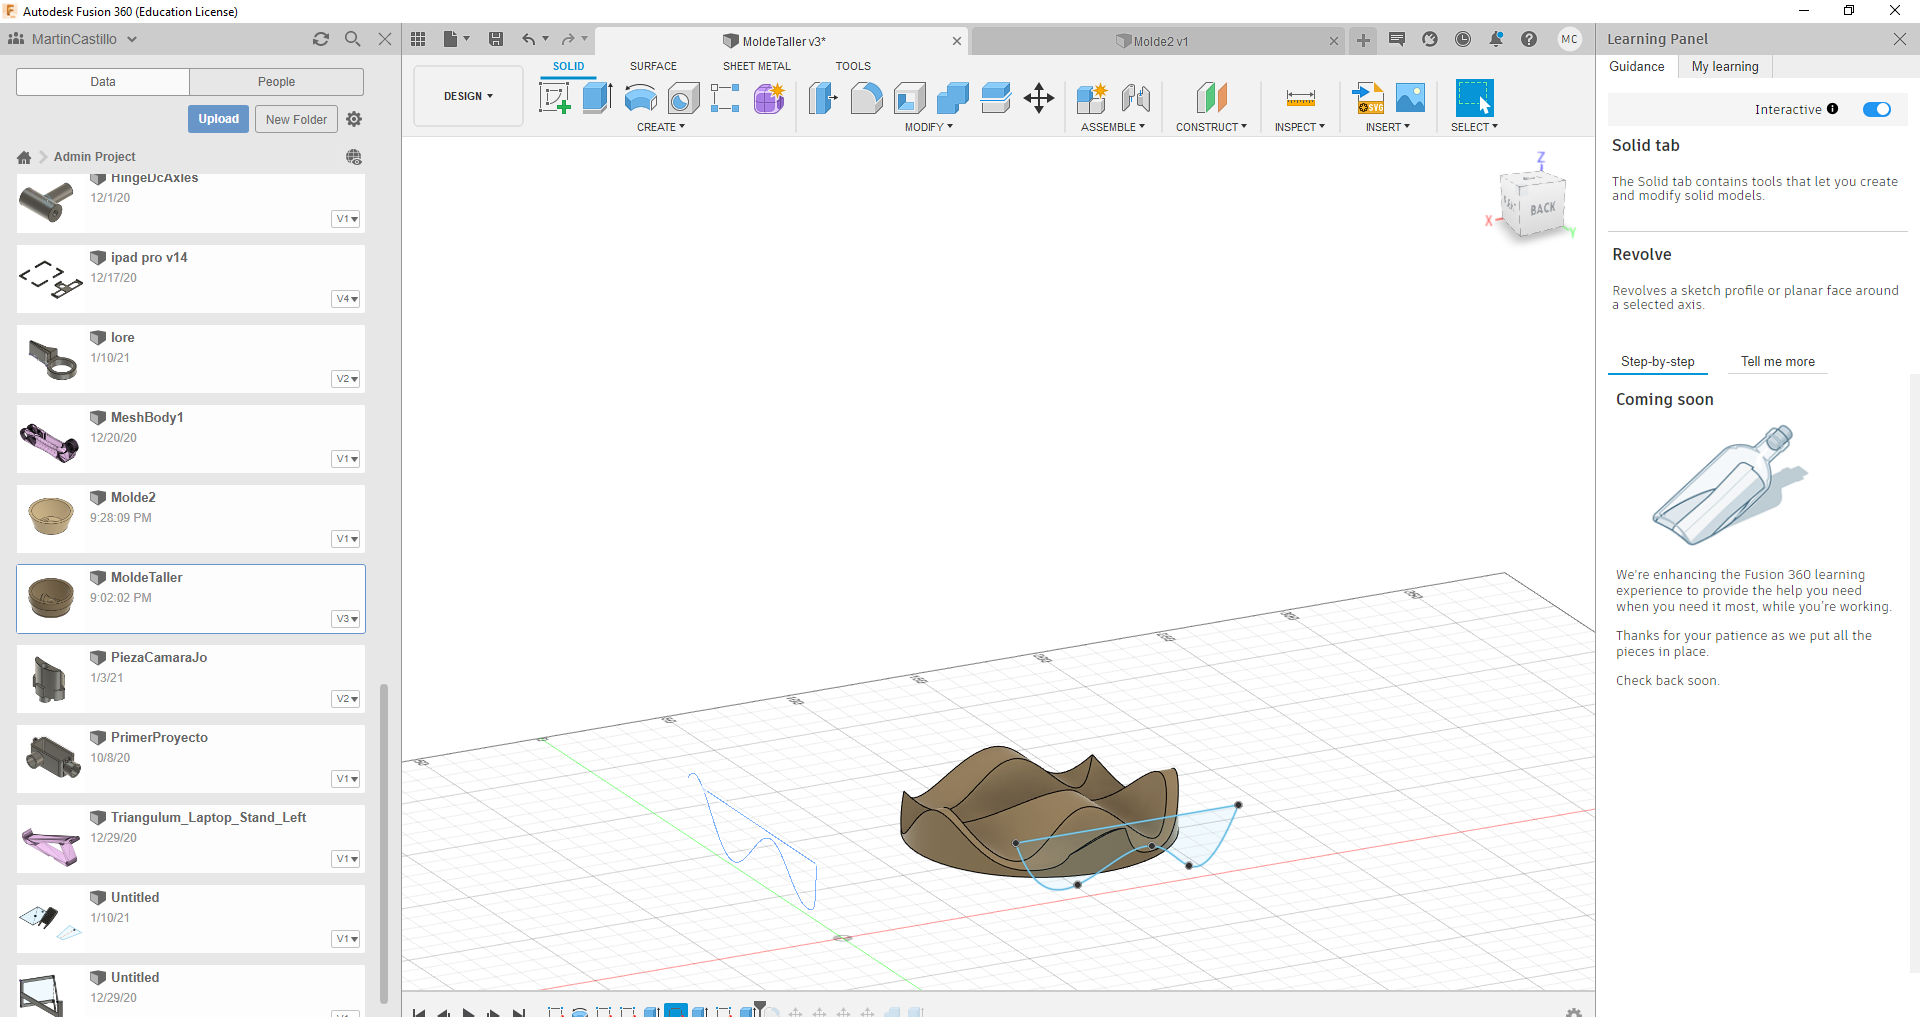 Autodesk Fusion 360 (Education License)
MartinCastillo
Data
People
Upload
New Folder
Admin Project
HingeDcAxles
12/1/20
V1
ipad pro v14
12/17/20
V4
lore
1/10/21
V2
MeshBody1
12/20/20
V1
Molde2
9:28:09 PM
V1
MoldeTaller
9:02:02 PM
V3
PiezaCamaraJo
1/3/21
V2
PrimerProyecto
10/8/20
V1
Triangulum_Laptop_Stand_Left
12/29/20
V1
Untitled
1/10/21
V1
Untitled
12/29/20
MoldeTaller v3*
Molde2 v1
MC
SOLID
SURFACE
SHEET METAL
TOOLS
DESIGN
CREATE
MODIFY
ASSEMBLE
CONSTRUCT
INSPECT
INSERT
SELECT
SVG
Z
BACK
X
Y
Learning Panel
Guidance
My learning
Interactive
Solid tab
The Solid tab contains tools that let you create
and modify solid models.
Revolve
Revolves a sketch profile or planar face around
a selected axis.
Step-by-step
Tell me more
Coming soon
We're enhancing the Fusion 360 learning
experience to provide the help you need
when you need it most, while you're working.
Thanks for your patience as we put all the
pieces in place.
Check back soon.